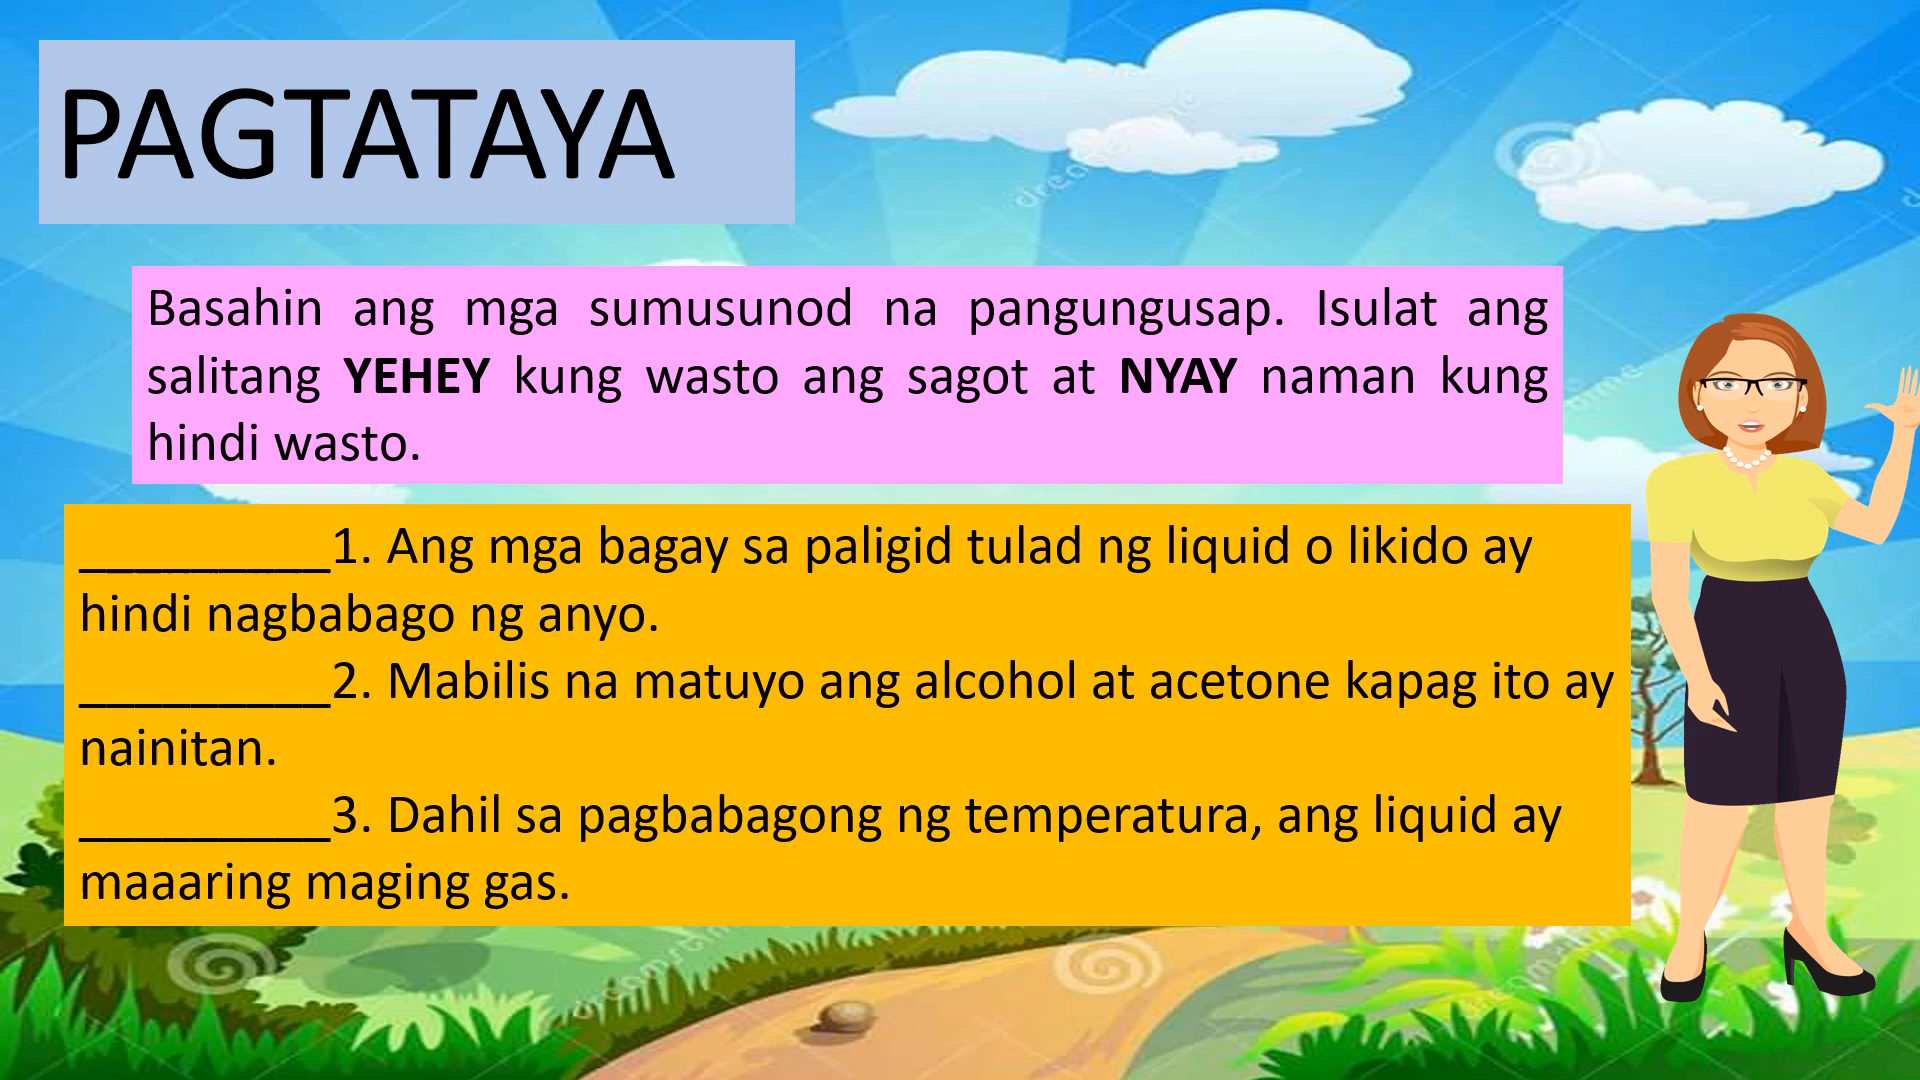 PAGTATAYA
Basahin ang mga sumusunod na pangungusap. Isulat ang
salitang YEHEY kung wasto ang sagot at NYAY naman kung
hindi wasto.
_________1. Ang mga bagay sa paligid tulad ng liquid o likido ay
hindi nagbabago ng anyo.
_________2. Mabilis na matuyo ang alcohol at acetone kapag ito ay
nainitan.
_________3. Dahil sa pagbabagong ng temperatura, ang liquid ay
maaaring maging gas.